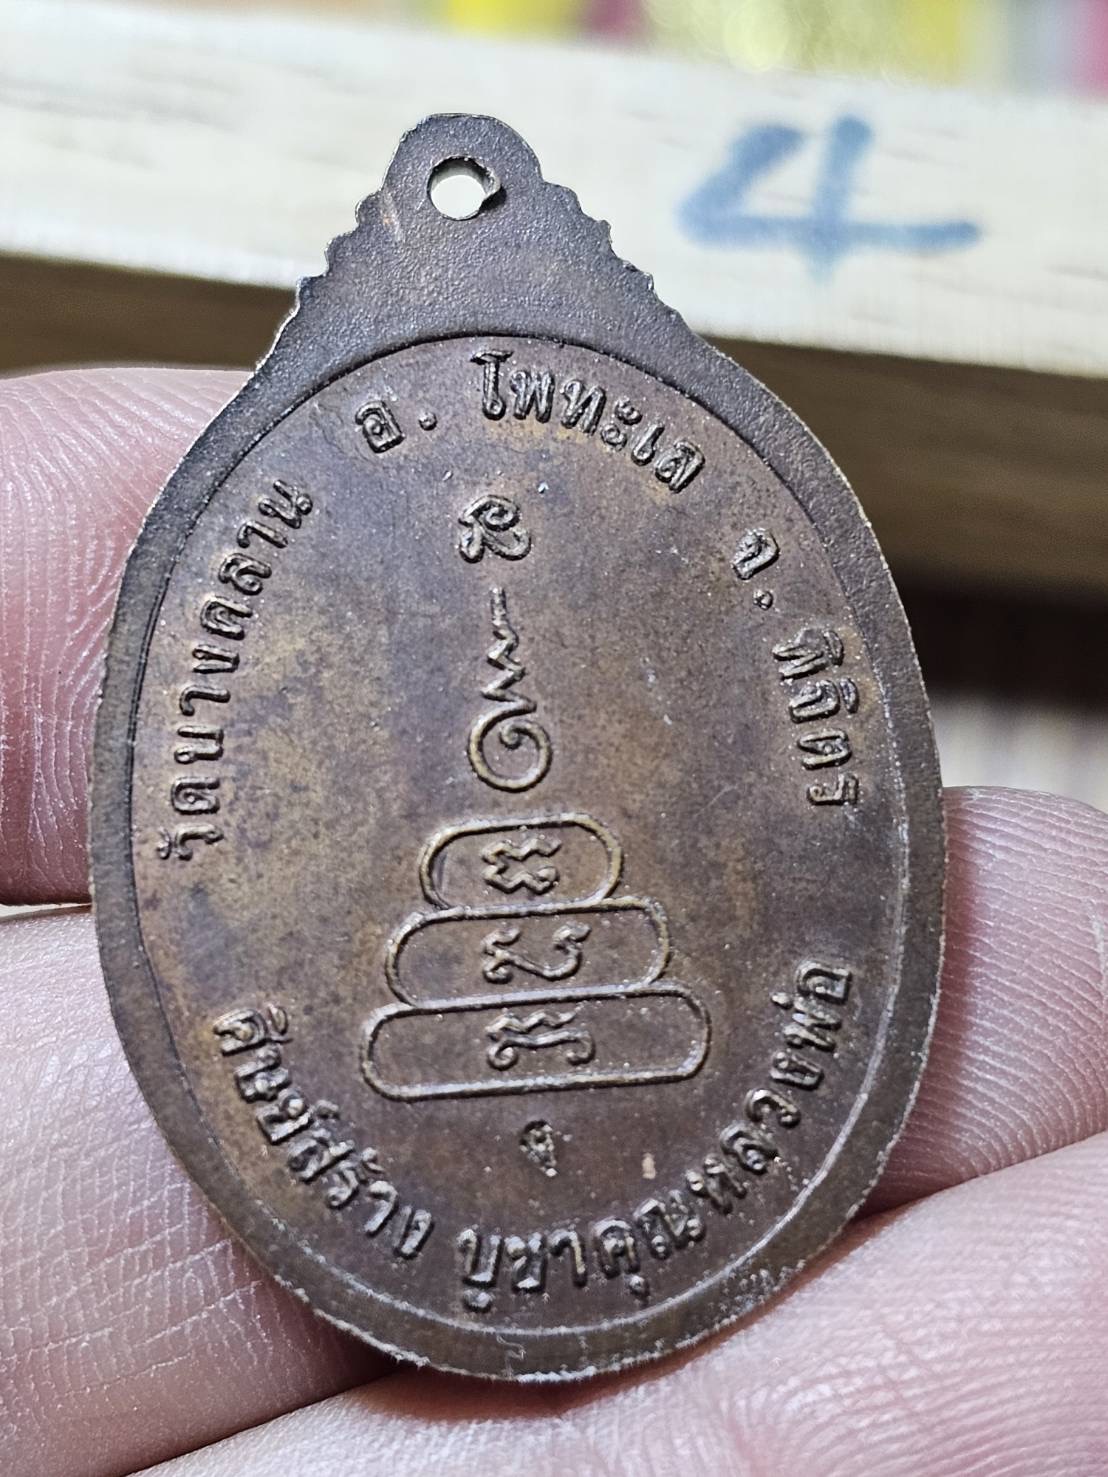 วัดบางคลาน อ. โพทะเล จ. พิจิตร
ศิษย์สร้าง บูชาคุณหลวงพ่อ
4